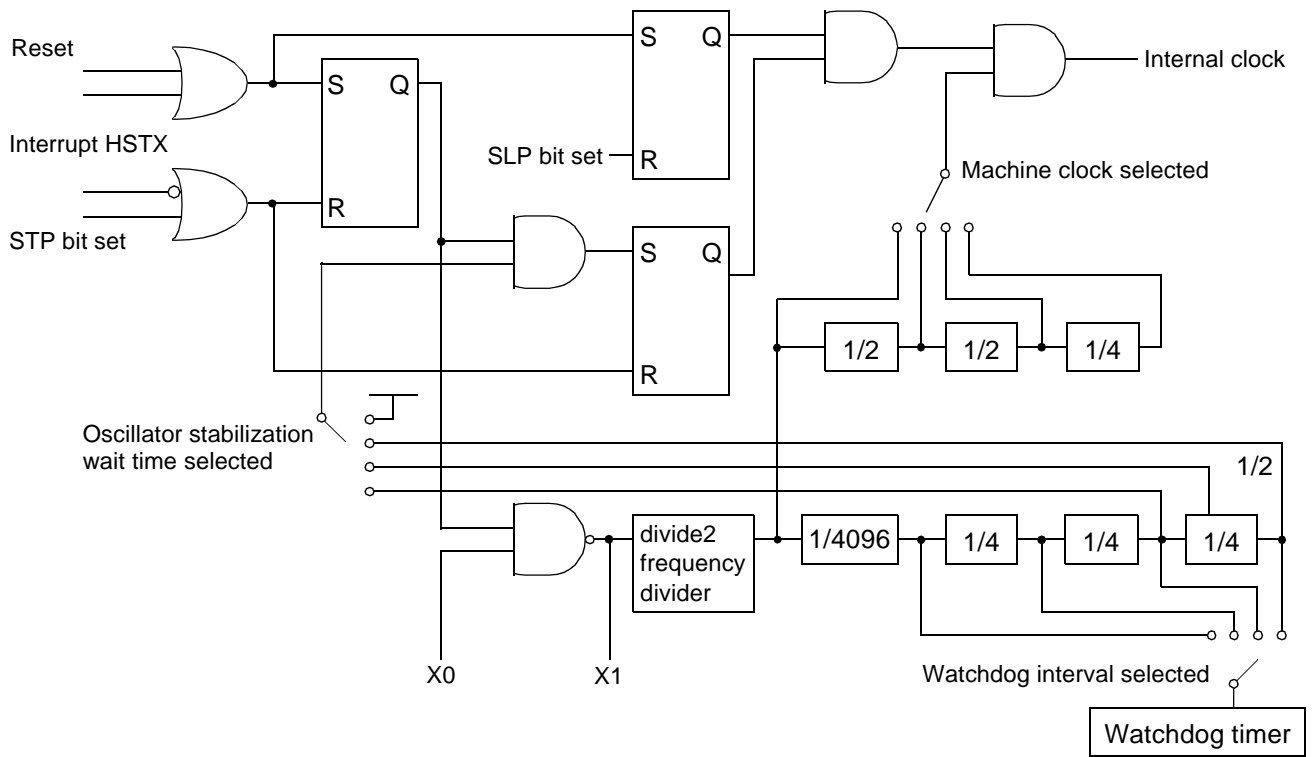 Reset
Interrupt HSTX
STP bit set
S Q
R
S Q
SLP bit set
R
Internal clock
Machine clock selected
S Q
R
1/2
1/2
1/4
Oscillator stabilization
wait time selected
1/2
divide2
frequency
divider
1/4096
1/4
1/4
1/4
X0
X1
Watchdog interval selected
Watchdog timer